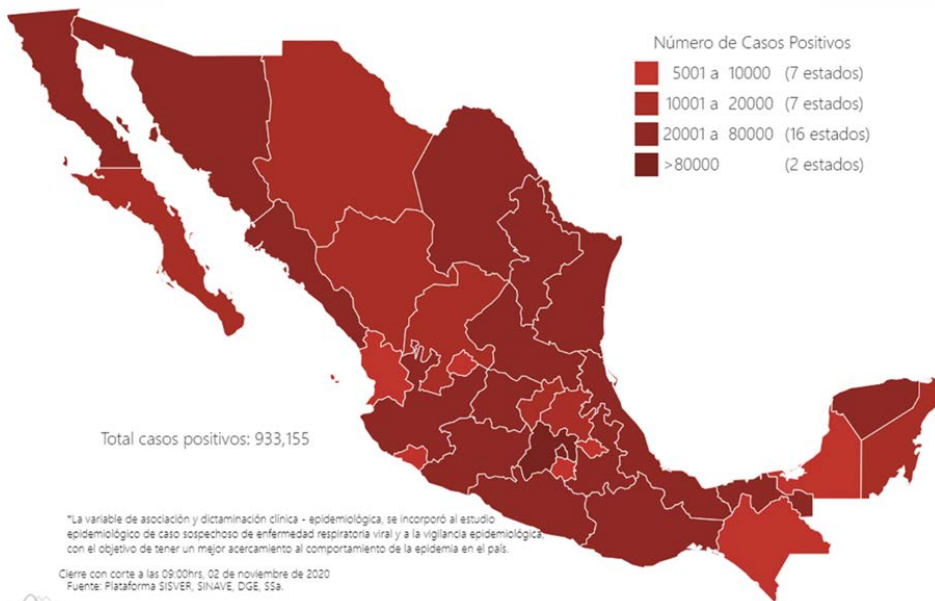 Número de Casos Positivos
5001 a 10000 (7 estados)
10001 a 20000 (7 estados)
20001 a 80000 (16 estados)
>80000 (2 estados)
Total casos positivos: 933,155
*La variable de asociación y dictaminación clínica - epidemiológica, se incorporó al estudio
epidemiológico de caso sospechoso de enfermedad respiratoria viral y a la vigilancia epidemiológica,
con el objetivo de tener un mejor acercamiento al comportamiento de la epidemia en el país.
Cierre con corte a las 09:00hrs, 02 de noviembre de 2020
Fuente: Plataforma SISVER, SINAVE, DGE, SSa.